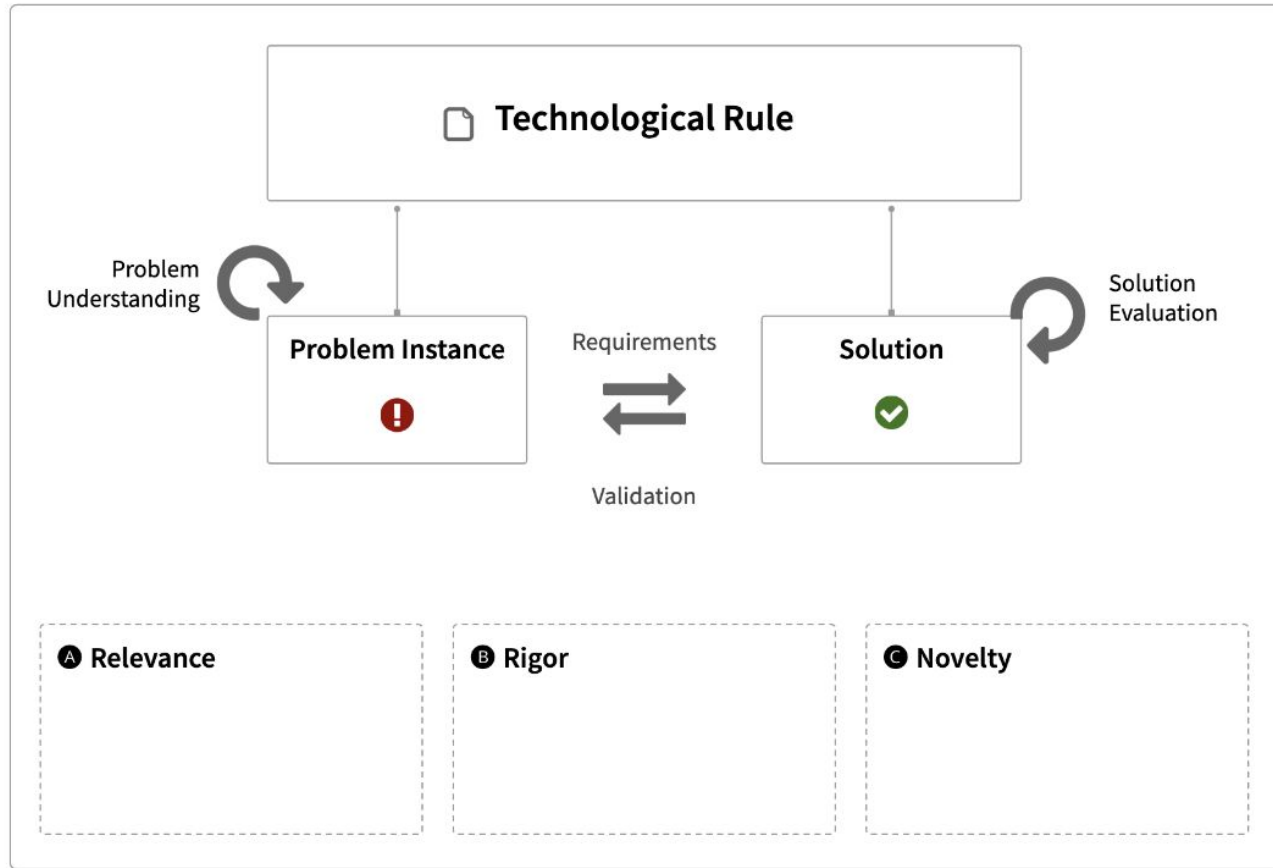 Technological Rule
Problem
Understanding
Problem Instance
Requirements
Validation
Solution
Solution
Evaluation
A Relevance
B Rigor
C Novelty